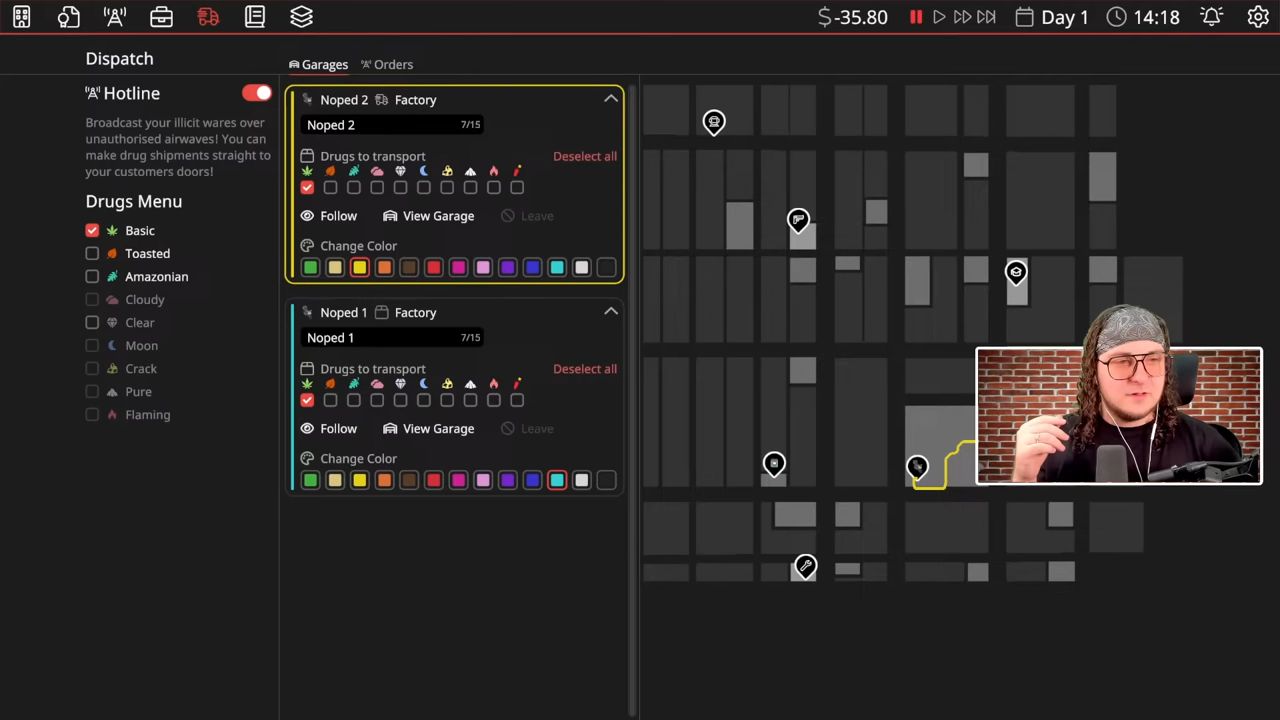 $-35.80
Day 1
14:18
Dispatch
Garages
Orders
Hotline
Broadcast your illicit wares over
unauthorised airwaves! You can
make drug shipments straight to
your customers doors!
Drugs Menu
Basic
Toasted
Amazonian
Cloudy
Clear
Moon
Crack
Pure
Flaming
Noped 2 Factory
Noped 2 7/15
Drugs to transport Deselect all
Follow View Garage Leave
Change Color
Noped 1 Factory
Noped 1 7/15
Drugs to transport Deselect all
Follow View Garage Leave
Change Color